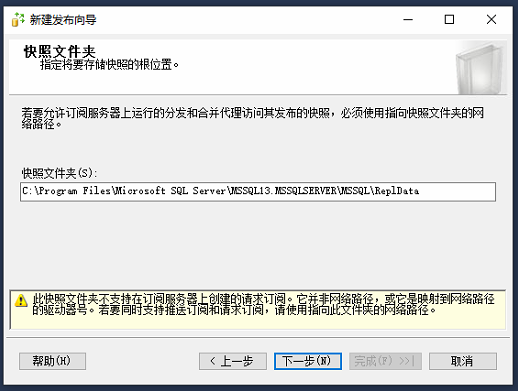 新建发布向导
快照文件夹
指定将要存储快照的根位置。
若要允许订阅服务器上运行的分发和合并代理访问其发布的快照，必须使用指向快照文件夹的网
络路径。
快照文件夹(S):
C:\Program Files\Microsoft SQL Server\MSSQL13.MSSQLSERVER\MSSQL\ReplData
此快照文件夹不支持在订阅服务器上创建的请求订阅。它并非网络路径，或它是映射到网络路径
的驱动器号。若要同时支持推送订阅和请求订阅，请使用指向此文件夹的网络路径。
帮助(H)
< 上一步
下一步(N)
完成(F) >>|
取消